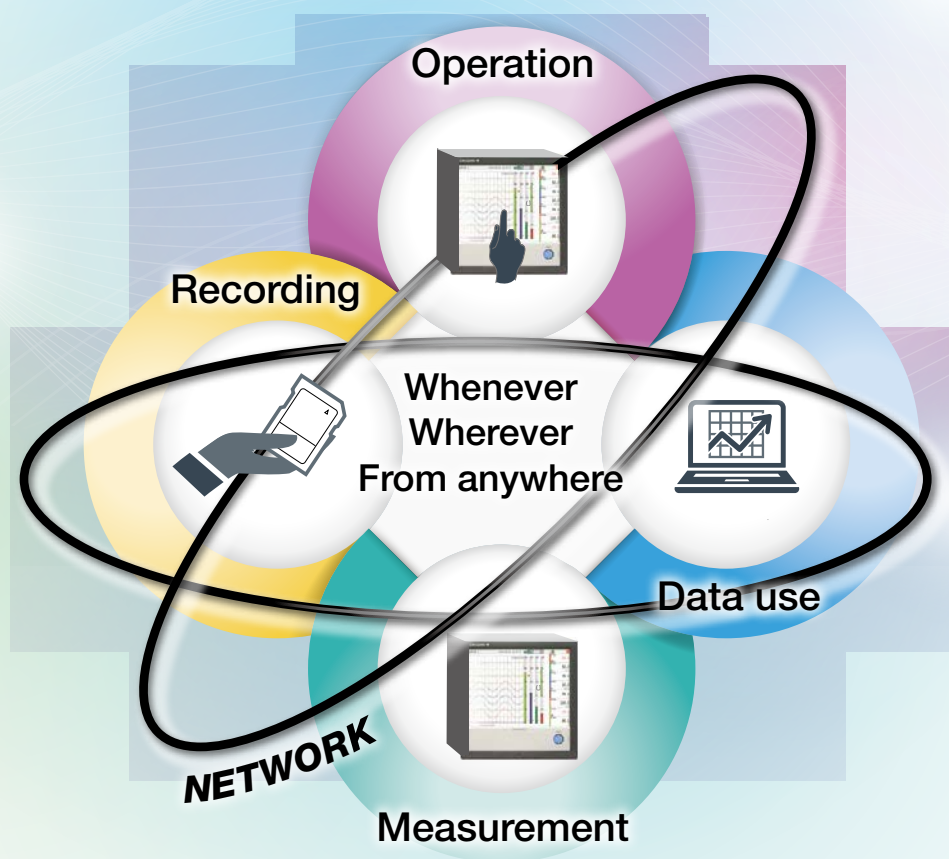 Operation
Recording
Whenever
Wherever
From anywhere
Data use
NETWORK
Measurement